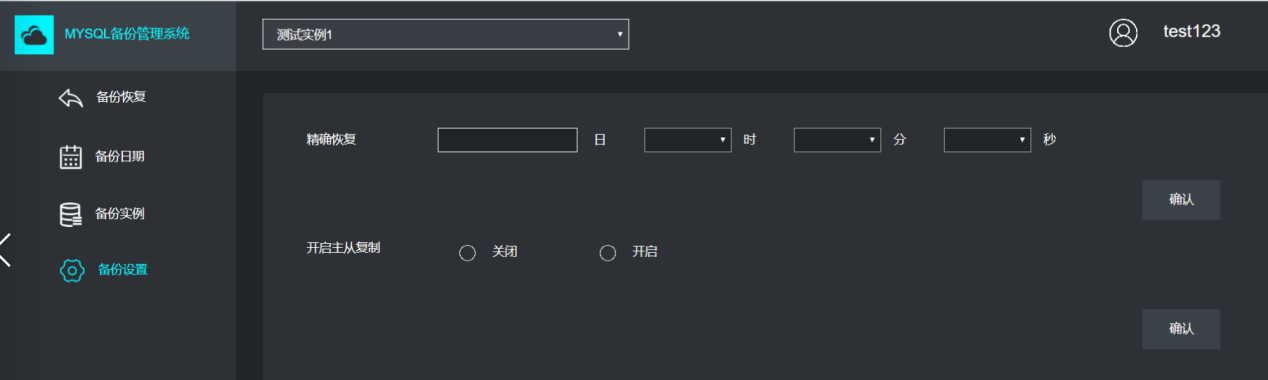 MYSQL备份管理系统
测试实例1
test123
备份恢复
备份日期
备份实例
备份设置
精确恢复 日 时 分 秒
确认
开启主从复制 关闭 开启
确认